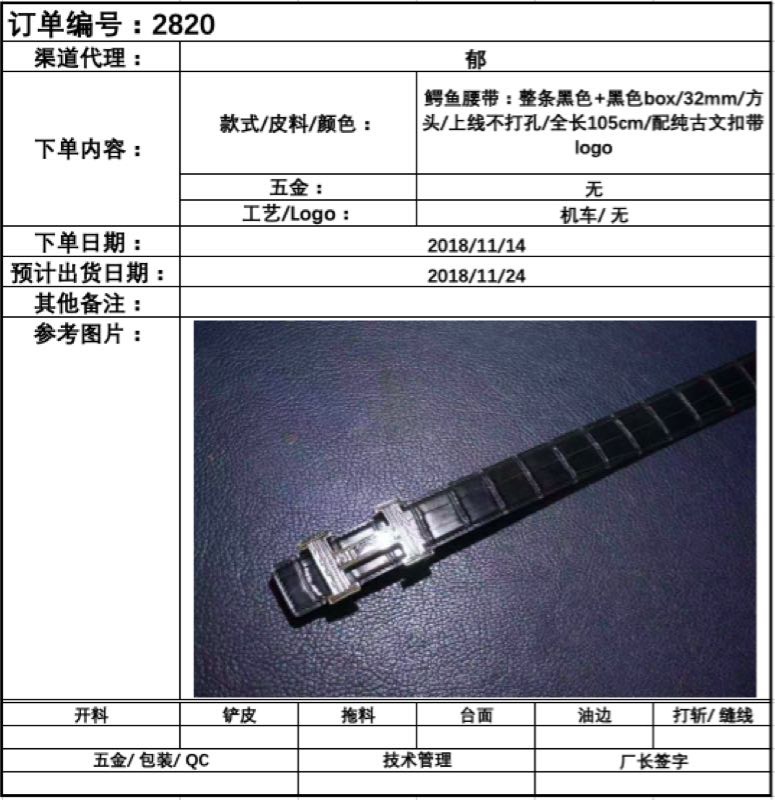 订单编号：2820
渠道代理：
郁
下单内容：
款式/皮料/颜色：
鳄鱼腰带：整条黑色+黑色box/32mm/方
头/上线不打孔/全长105cm/配纯古文扣带
logo
五金：
无
工艺/Logo：
机车/ 无
下单日期：
2018/11/14
预计出货日期：
2018/11/24
其他备注：
参考图片：
开料
铲皮
拖料
台面
油边
打斩/ 缝线
五金/ 包装/ QC
技术管理
厂长签字